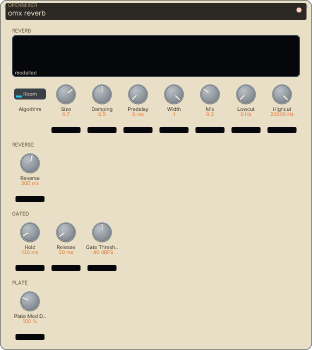 OPENMIXER
omx reverb
REVERB
modulled
Room
Algorithm
Size
0.7
Damping
0.5
Predelay
0 ms
Width
1
Mix
0.3
Lowcut
0 Hz
Highcut
20000 Hz
REVERSE
Reverse
300 ms
GATED
Hold
120 ms
Release
20 ms
Gate Thresh..
-40 dBFS
PLATE
Plate Mod D..
100 %